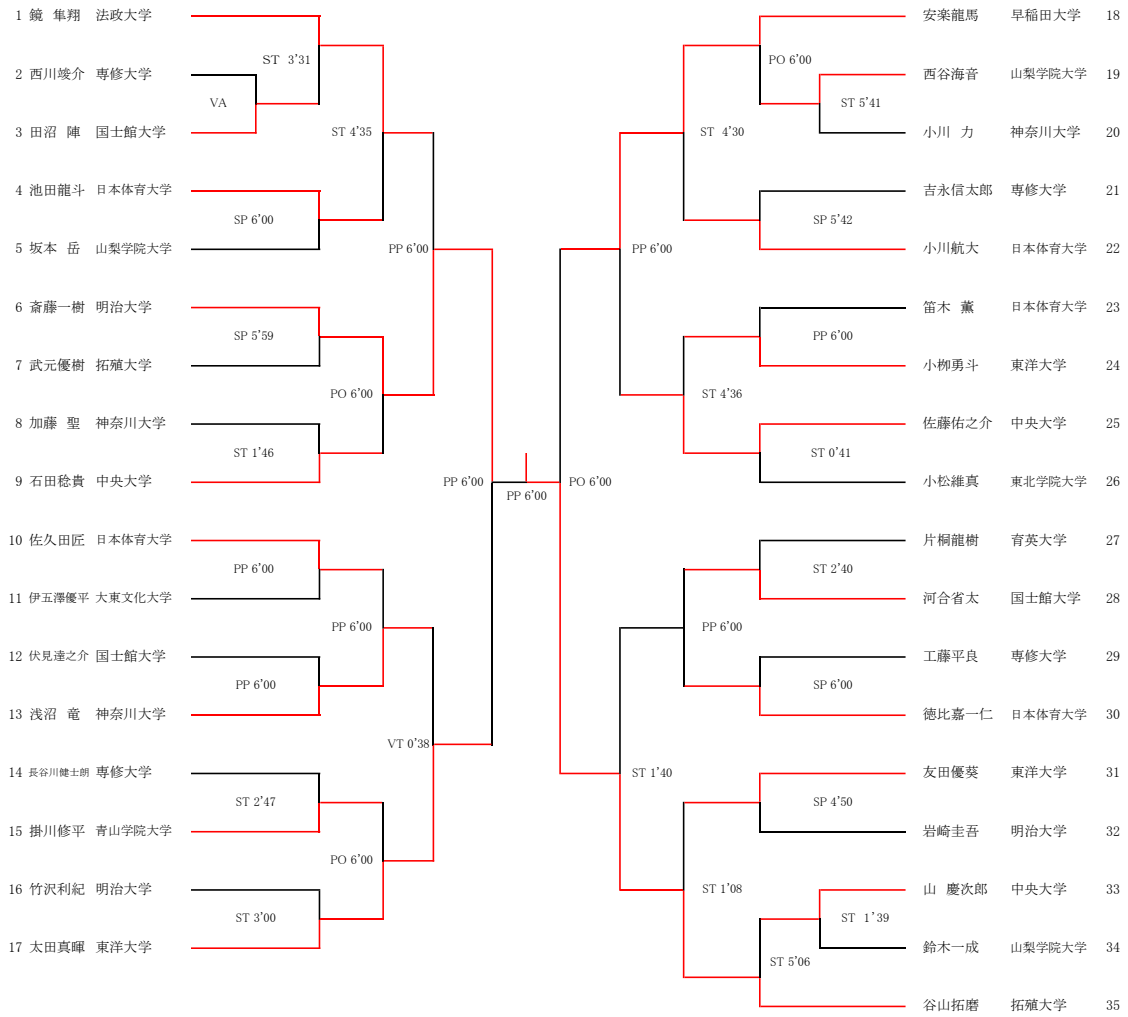 1 鏡 隼翔 法政大学
2 西川竣介 専修大学
3 田沼 陣 国士館大学
4 池田龍斗 日本体育大学
5 坂本 岳 山梨学院大学
6 斎藤一樹 明治大学
7 武元優樹 拓殖大学
8 加藤 聖 神奈川大学
9 石田稔貴 中央大学
10 佐久田匠 日本体育大学
11 伊五澤優平 大東文化大学
12 伏見達之介 国士館大学
13 浅沼 竜 神奈川大学
14 長谷川健士朗 専修大学
15 掛川修平 青山学院大学
16 竹沢利紀 明治大学
17 太田真暉 東洋大学
ST 3'31
VA
SP 6'00
SP 5'59
ST 1'46
PP 6'00
PP 6'00
ST 2'47
ST 3'00
ST 4'35
PO 6'00
PP 6'00
PO 6'00
PP 6'00
VT 0'38
PP 6'00
PP 6'00
PO 6'00
PP 6'00
ST 1'40
ST 4'30
ST 4'36
PP 6'00
ST 1'08
PO 6'00
ST 5'41
SP 5'42
PP 6'00
ST 0'41
ST 2'40
SP 6'00
SP 4'50
ST 1'39
ST 5'06
安楽龍馬 早稲田大学 18
西谷海音 山梨学院大学 19
小川 力 神奈川大学 20
吉永信太郎 専修大学 21
小川航大 日本体育大学 22
笛木 薫 日本体育大学 23
小栁勇斗 東洋大学 24
佐藤佑之介 中央大学 25
小松維真 東北学院大学 26
片桐龍樹 育英大学 27
河合省太 国士館大学 28
工藤平良 専修大学 29
徳比嘉一仁 日本体育大学 30
友田優葵 東洋大学 31
岩崎圭吾 明治大学 32
山 慶次郎 中央大学 33
鈴木一成 山梨学院大学 34
谷山拓磨 拓殖大学 35